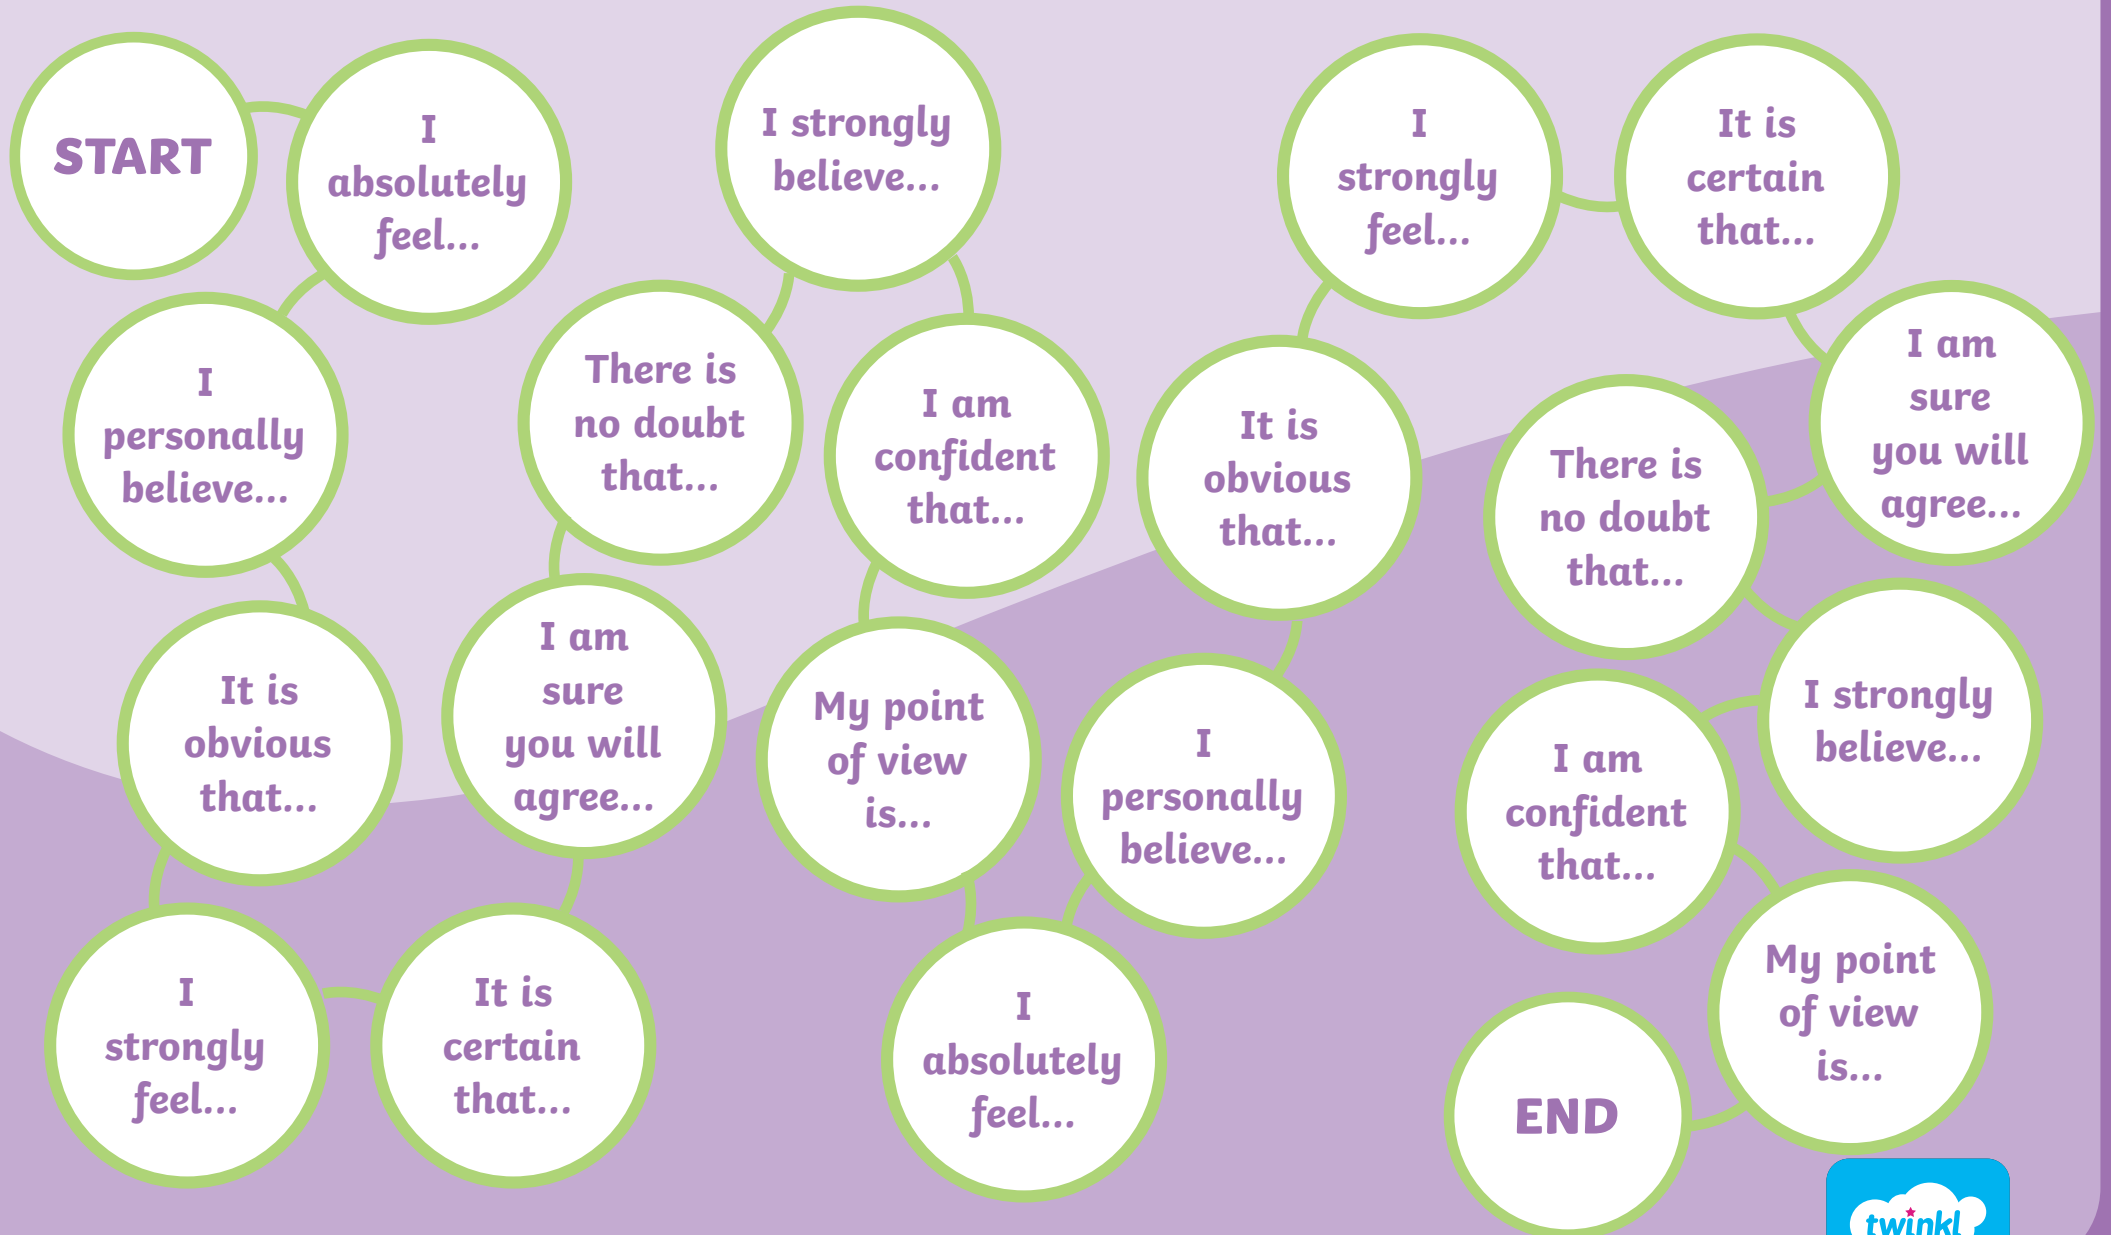 START
I
absolutely
feel...
I
personally
believe...
It is
obvious
that...
I
strongly
feel...
It is
certain
that...
I am
sure
you will
agree...
There is
no doubt
that...
I strongly
believe...
I am
confident
that...
My point
of view
is...
I
absolutely
feel...
I
personally
believe...
It is
obvious
that...
I
strongly
feel...
It is
certain
that...
I am
sure
you will
agree...
There is
no doubt
that...
I strongly
believe...
I am
confident
that...
My point
of view
is...
END
twinkl